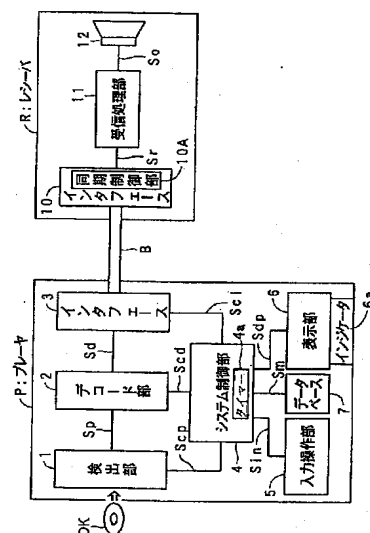 P:プレーヤ
DK
1
検出部
Sp
2
デコード部
Sd
3
インタフェース
B
Scp
Scd
Sci
システム制御部
タイマー
4a
4
Sin
Sm
Sdp
5
入力操作部
データベース
7
6
表示部
インジケータ
6a
R:レシーバ
10
インタフェース
同期制御部
10A
Sr
11
受信処理部
So
12